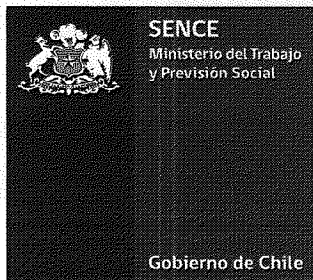 SENCE
Ministerio del Trabajo
y Previsión Social
Gobierno de Chile